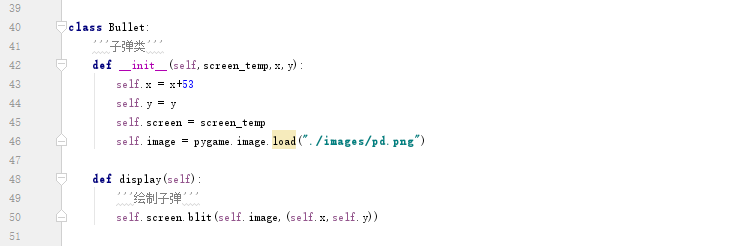 39
40 class Bullet:
41     '''子弹类'''
42     def __init__(self,screen_temp,x,y):
43         self.x = x+53
44         self.y = y
45         self.screen = screen_temp
46         self.image = pygame.image.load("./images/pd.png")
47
48     def display(self):
49         '''绘制子弹'''
50         self.screen.blit(self.image,(self.x,self.y))
51